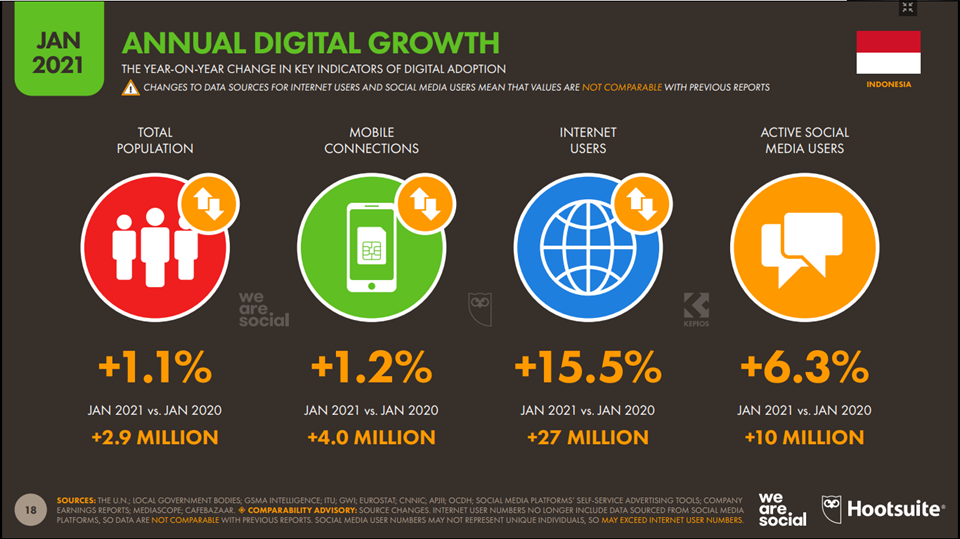 JAN
2021
ANNUAL DIGITAL GROWTH
THE YEAR-ON-YEAR CHANGE IN KEY INDICATORS OF DIGITAL ADOPTION
CHANGES TO DATA SOURCES FOR INTERNET USERS AND SOCIAL MEDIA USERS MEAN THAT VALUES ARE NOT COMPARABLE WITH PREVIOUS REPORTS
INDONESIA
TOTAL
POPULATION
MOBILE
CONNECTIONS
INTERNET
USERS
ACTIVE SOCIAL
MEDIA USERS
we
are
social
KEPIOS
+1.1%
+1.2%
+15.5%
+6.3%
JAN 2021 vs. JAN 2020
JAN 2021 vs. JAN 2020
JAN 2021 vs. JAN 2020
JAN 2021 vs. JAN 2020
+2.9 MILLION
+4.0 MILLION
+27 MILLION
+10 MILLION
18
SOURCES: THE U.N.; LOCAL GOVERNMENT BODIES; GSMA INTELLIGENCE; ITU; GWI; EUROSTAT; CNNIC; APJII; OCDH; SOCIAL MEDIA PLATFORMS' SELF-SERVICE ADVERTISING TOOLS; COMPANY
EARNINGS REPORTS; MEDIASCOPE; CAFEBAZAAR. ◈ COMPARABILITY ADVISORY: SOURCE CHANGES. INTERNET USER NUMBERS NO LONGER INCLUDE DATA SOURCED FROM SOCIAL MEDIA
PLATFORMS, SO DATA ARE NOT COMPARABLE WITH PREVIOUS REPORTS. SOCIAL MEDIA USER NUMBERS MAY NOT REPRESENT UNIQUE INDIVIDUALS, SO MAY EXCEED INTERNET USER NUMBERS.
we
are
social
Hootsuite®